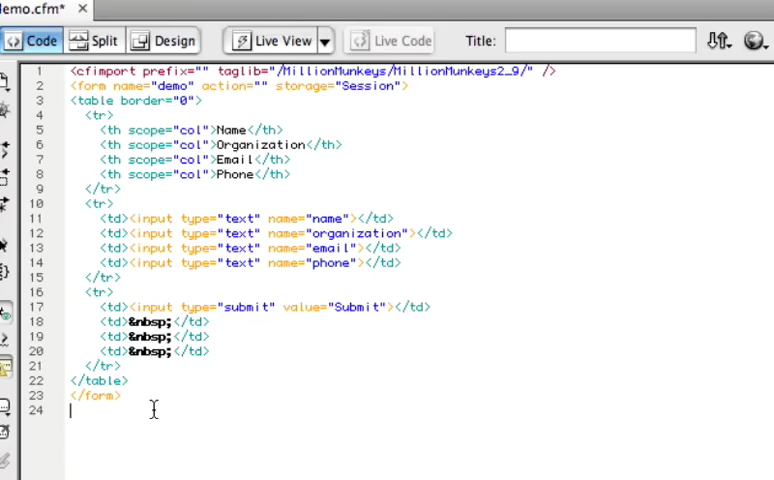 emo.cfm* ×
Code Split Design Live View Live Code Title:
1 <cfimport prefix="" taglib="/MillionMunkeys/MillionMunkeys2_9/" />
2 <form name="demo" action="" storage="Session">
3 <table border="0">
4 <tr>
5 <th scope="col">Name</th>
6 <th scope="col">Organization</th>
7 <th scope="col">Email</th>
8 <th scope="col">Phone</th>
9 </tr>
10 <tr>
11 <td><input type="text" name="name"></td>
12 <td><input type="text" name="organization"></td>
13 <td><input type="text" name="email"></td>
14 <td><input type="text" name="phone"></td>
15 </tr>
16 <tr>
17 <td><input type="submit" value="Submit"></td>
18 <td>&nbsp;</td>
19 <td>&nbsp;</td>
20 <td>&nbsp;</td>
21 </tr>
22 </table>
23 </form>
24